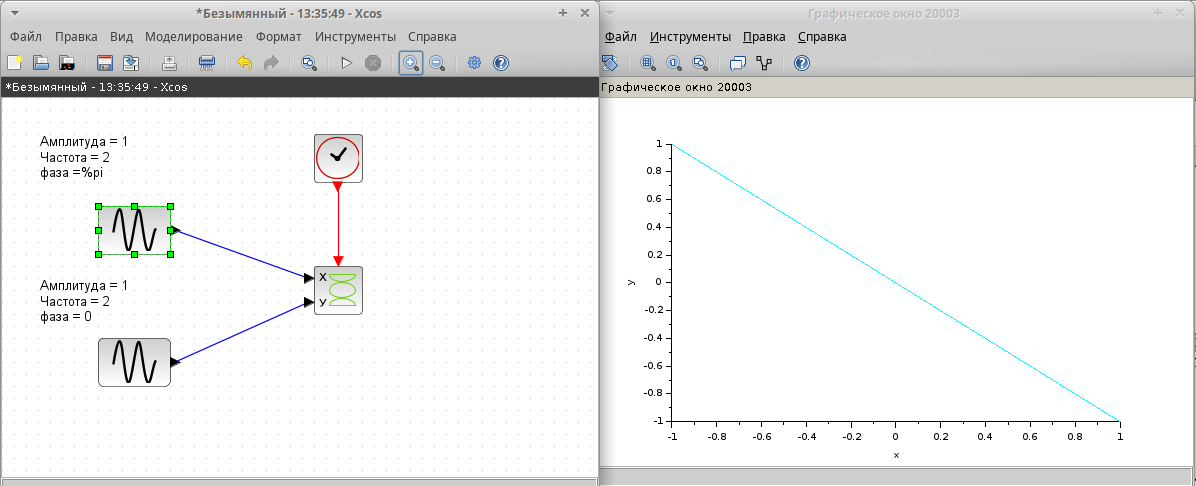 *Безымянный - 13:35:49 - Xcos
Файл Правка Вид Моделирование Формат Инструменты Справка
*Безымянный - 13:35:49 - Xcos
Амплитуда = 1
Частота = 2
фаза =%pi
Амплитуда = 1
Частота = 2
фаза = 0
X
У
Графическое окно 20003
Файл Инструменты Правка Справка
Графическое окно 20003
1
0.8
0.6
0.4
0.2
0
-0.2
-0.4
-0.6
-0.8
-1
y
-1 -0.8 -0.6 -0.4 -0.2 0 0.2 0.4 0.6 0.8 1
x